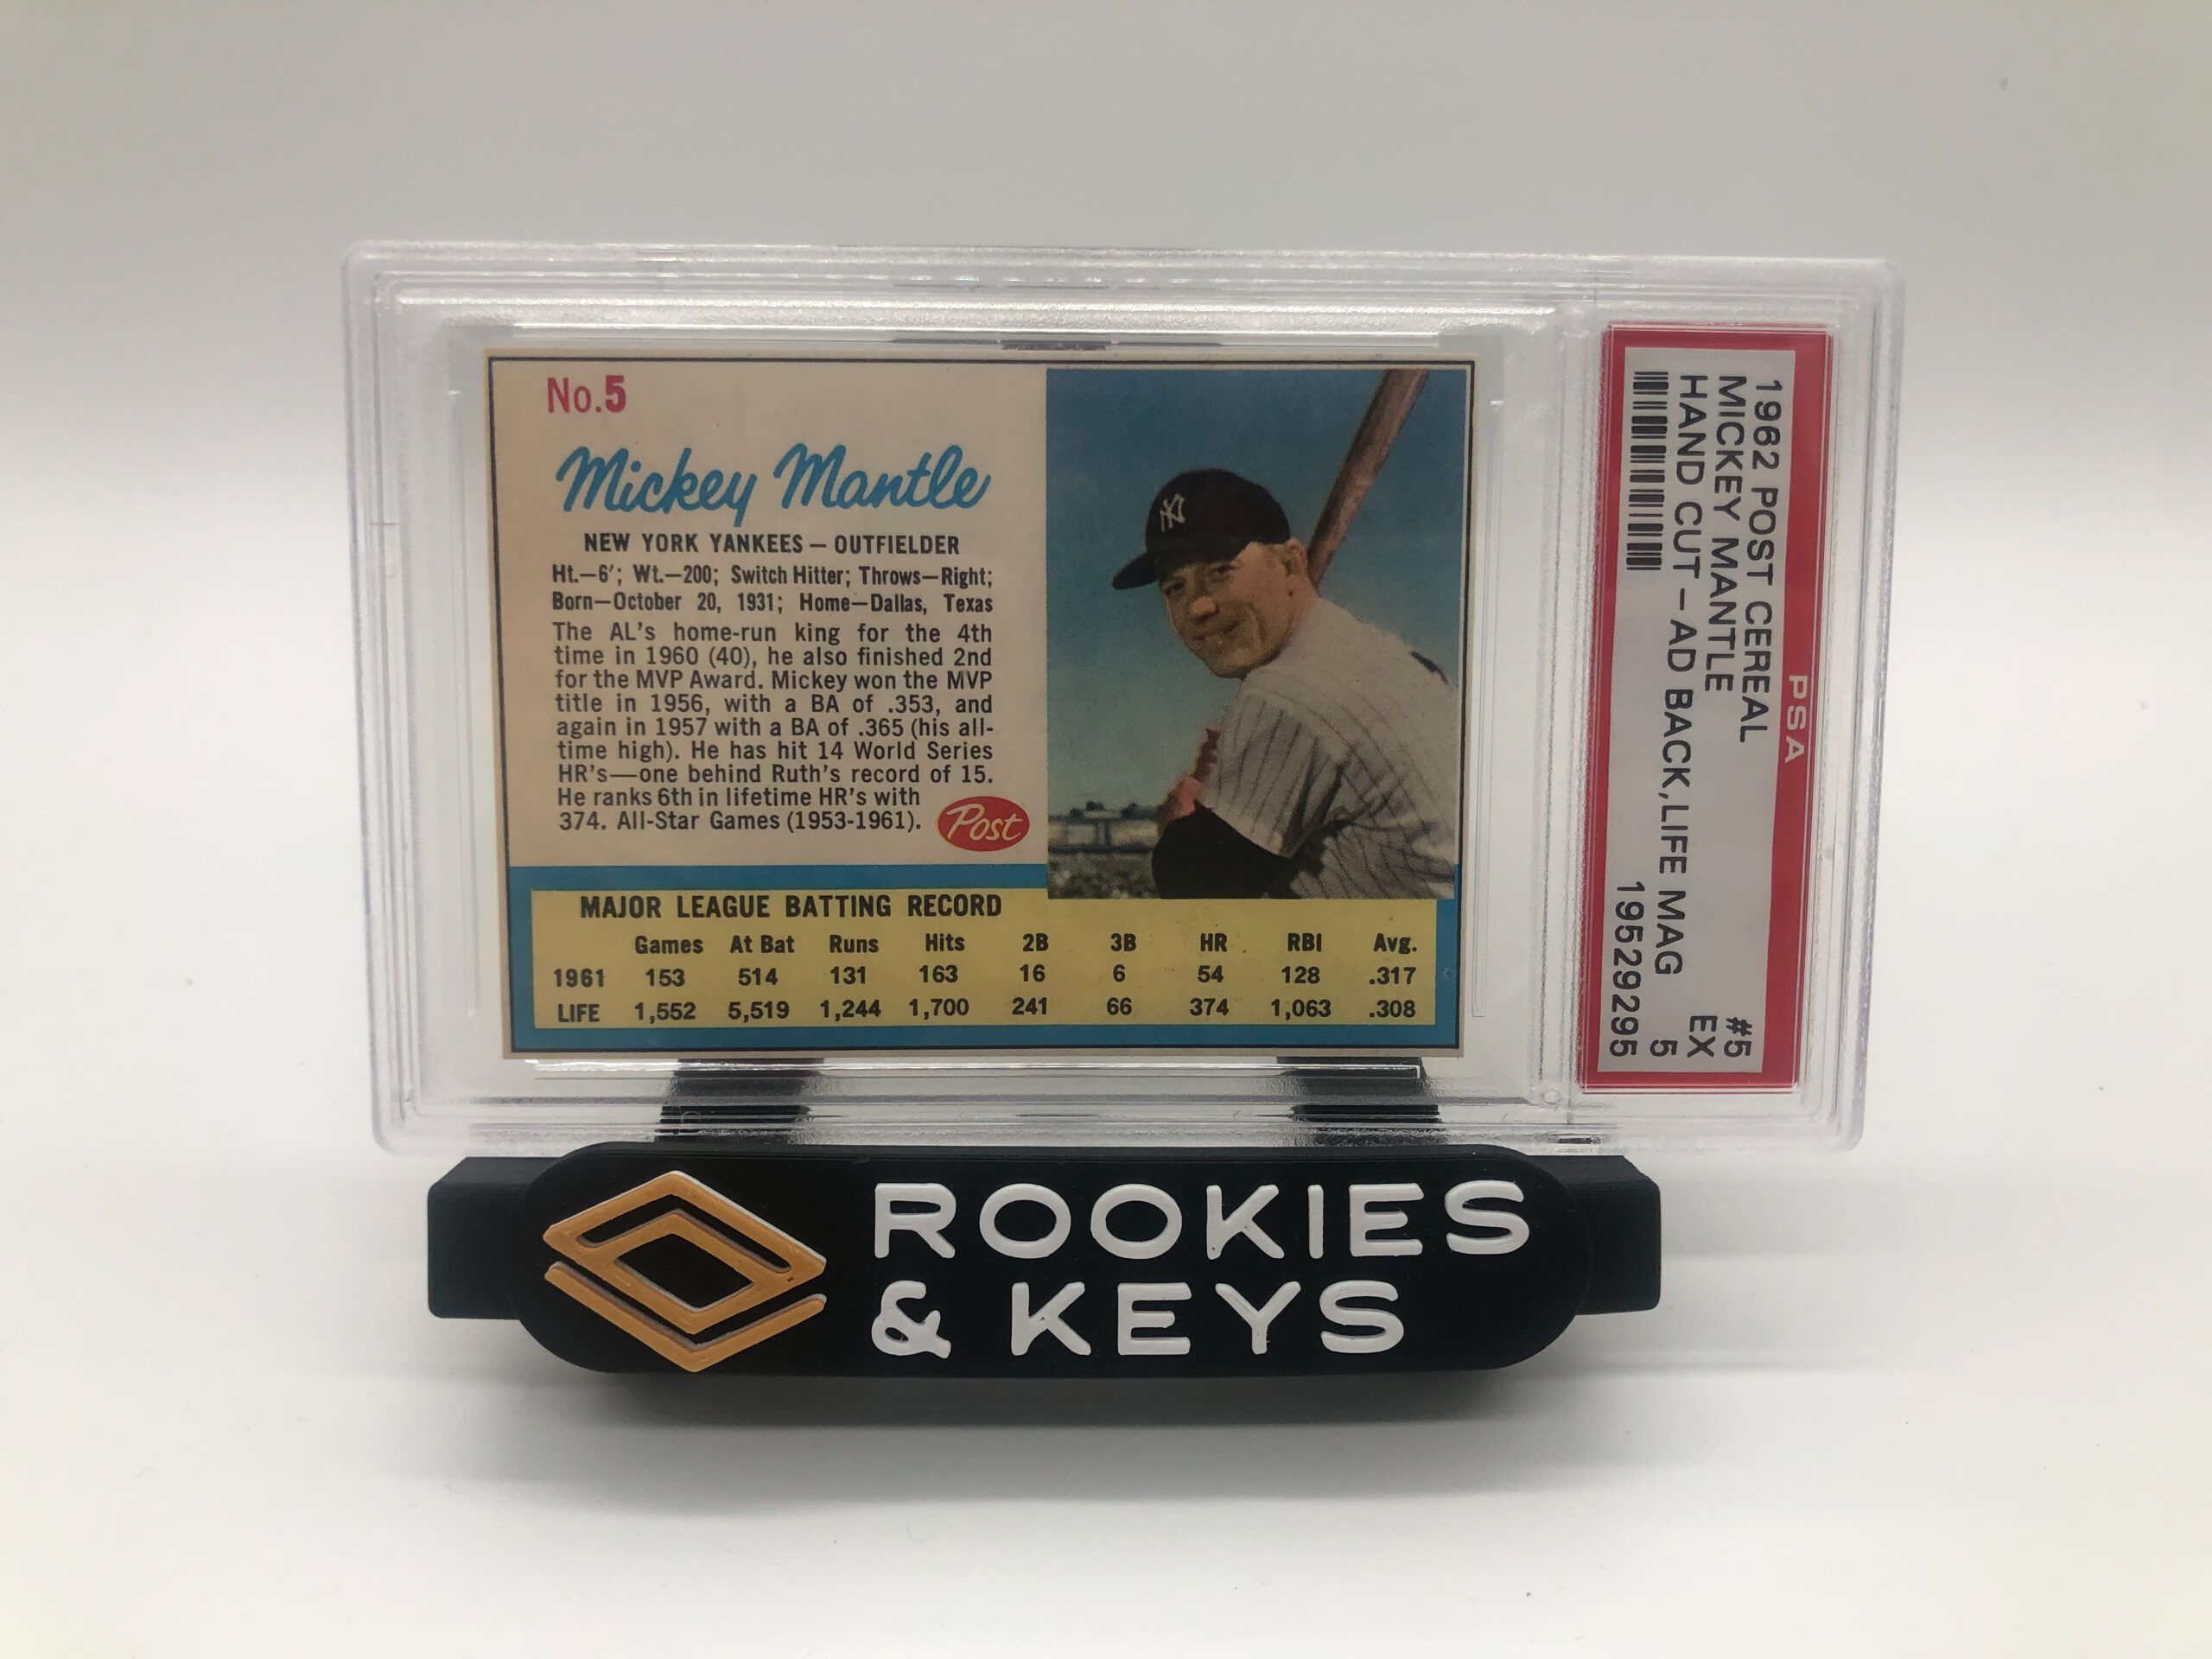 No.5
Mickey Mantle
NEW YORK YANKEES – OUTFIELDER
Ht.—6'; Wt.—200; Switch Hitter; Throws—Right;
Born—October 20, 1931; Home—Dallas, Texas
The AL's home-run king for the 4th
time in 1960 (40), he also finished 2nd
for the MVP Award. Mickey won the MVP
title in 1956, with a BA of .353, and
again in 1957 with a BA of .365 (his all-
time high). He has hit 14 World Series
HR's—one behind Ruth's record of 15.
He ranks 6th in lifetime HR's with
374. All-Star Games (1953-1961).
Post
MAJOR LEAGUE BATTING RECORD
Games At Bat Runs Hits 2B 3B HR RBI Avg.
1961 153 514 131 163 16 6 54 128 .317
LIFE 1,552 5,519 1,244 1,700 241 66 374 1,063 .308
PSA
1962 POST CEREAL #5
MICKEY MANTLE EX
HAND CUT – AD BACK,LIFE MAG 5
19529295
NY
ROOKIES
& KEYS